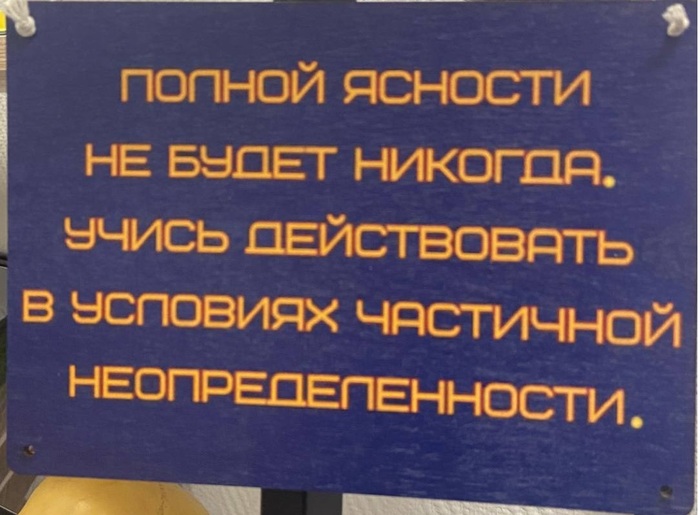 ПОЛНОЙ ЯСНОСТИ
НЕ БУДЕТ НИКОГДА.
УЧИСЬ ДЕЙСТВОВАТЬ
В УСЛОВИЯХ ЧАСТИЧНОЙ
НЕОПРЕДЕЛЕННОСТИ.